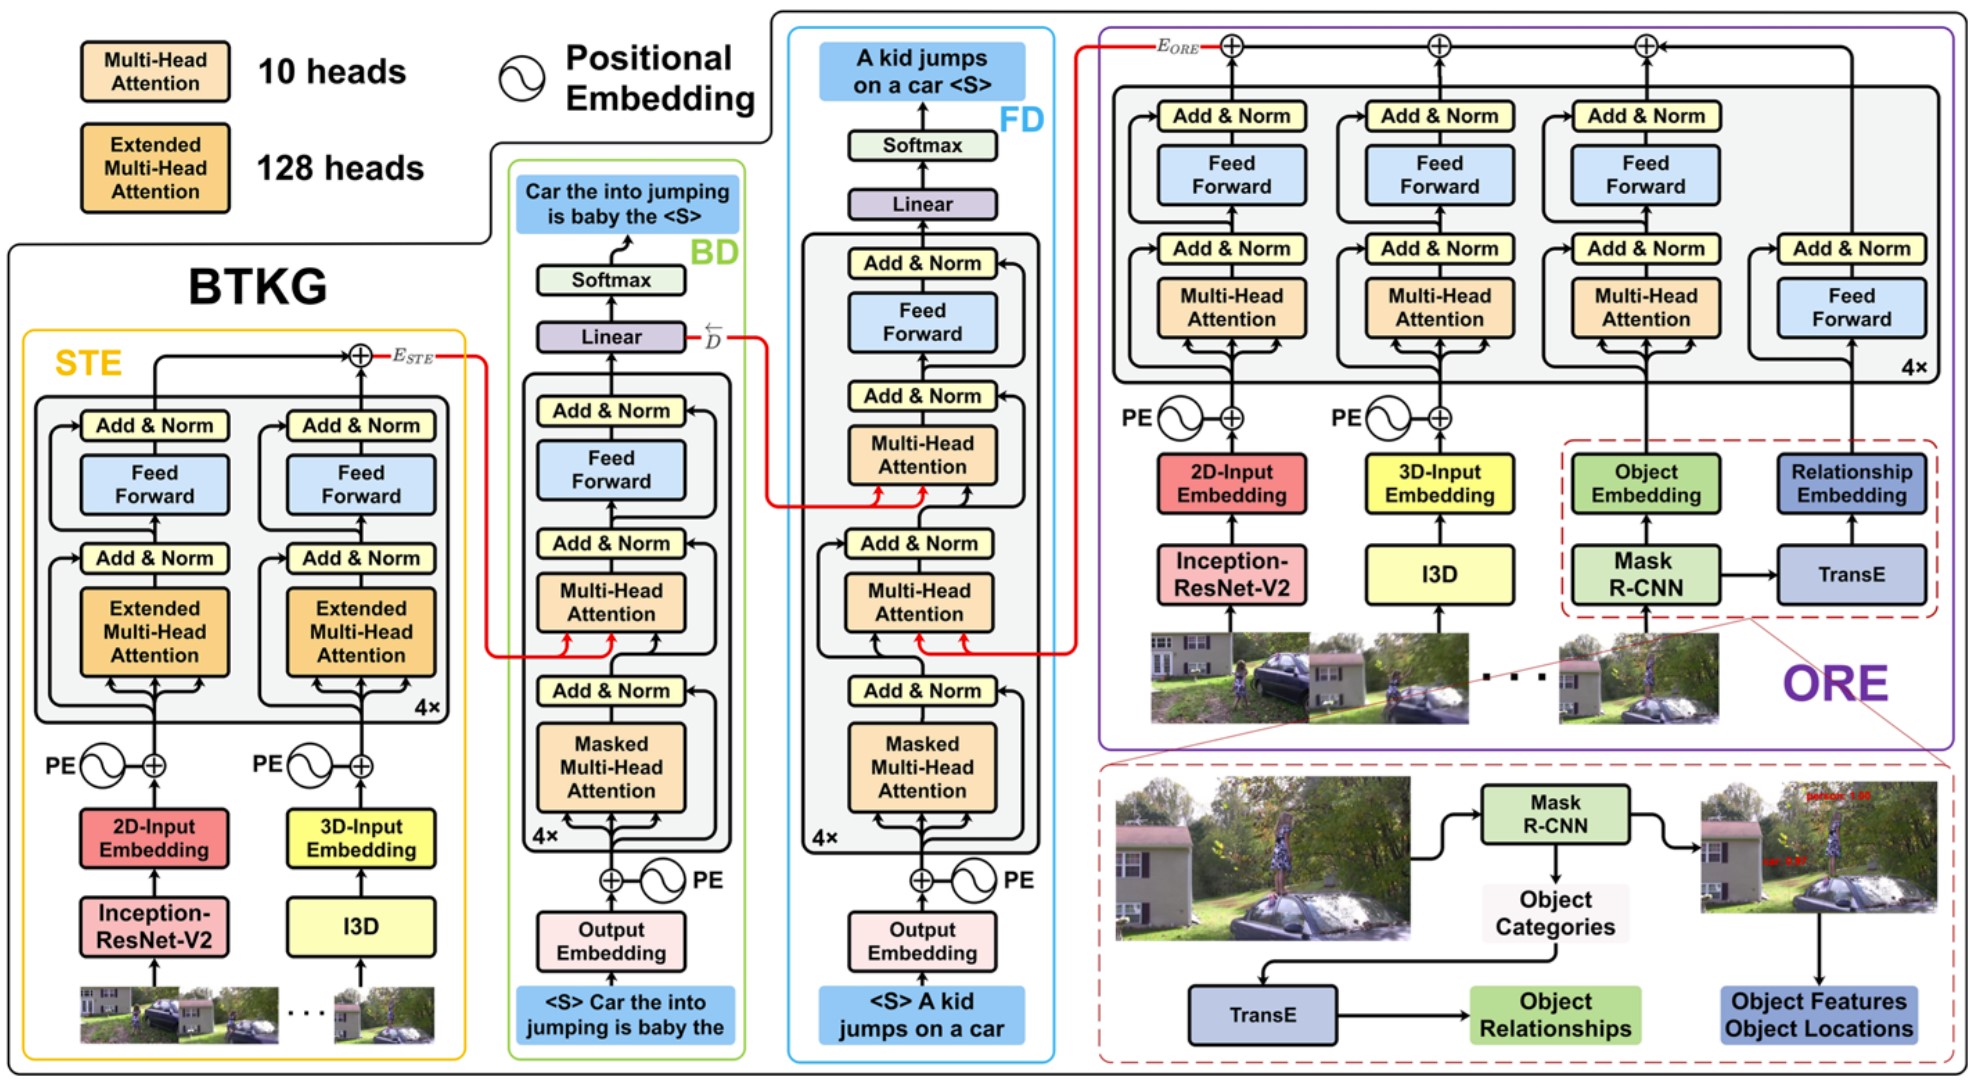 Multi-Head
Attention
10 heads
Extended
Multi-Head
Attention
128 heads
Positional
Embedding
BTKG
STE
E_STE
Add & Norm
Feed
Forward
Add & Norm
Extended
Multi-Head
Attention
Add & Norm
Feed
Forward
Add & Norm
Extended
Multi-Head
Attention
4×
PE
PE
2D-Input
Embedding
3D-Input
Embedding
Inception-
ResNet-V2
I3D
Car the into jumping
is baby the <S>
BD
Softmax
Linear
D
Add & Norm
Feed
Forward
Add & Norm
Multi-Head
Attention
Add & Norm
Masked
Multi-Head
Attention
4×
PE
Output
Embedding
<S> Car the into
jumping is baby the
A kid jumps
on a car <S>
FD
Softmax
Linear
Add & Norm
Feed
Forward
Add & Norm
Multi-Head
Attention
Add & Norm
Multi-Head
Attention
Add & Norm
Masked
Multi-Head
Attention
4×
PE
Output
Embedding
<S> A kid
jumps on a car
E_ORE
Add & Norm
Feed
Forward
Add & Norm
Multi-Head
Attention
Add & Norm
Feed
Forward
Add & Norm
Multi-Head
Attention
Add & Norm
Feed
Forward
Add & Norm
Multi-Head
Attention
Add & Norm
Feed
Forward
4×
PE
PE
2D-Input
Embedding
3D-Input
Embedding
Object
Embedding
Relationship
Embedding
Inception-
ResNet-V2
I3D
Mask
R-CNN
TransE
ORE
Mask
R-CNN
person: 1.00
Object
Categories
TransE
Object
Relationships
Object Features
Object Locations